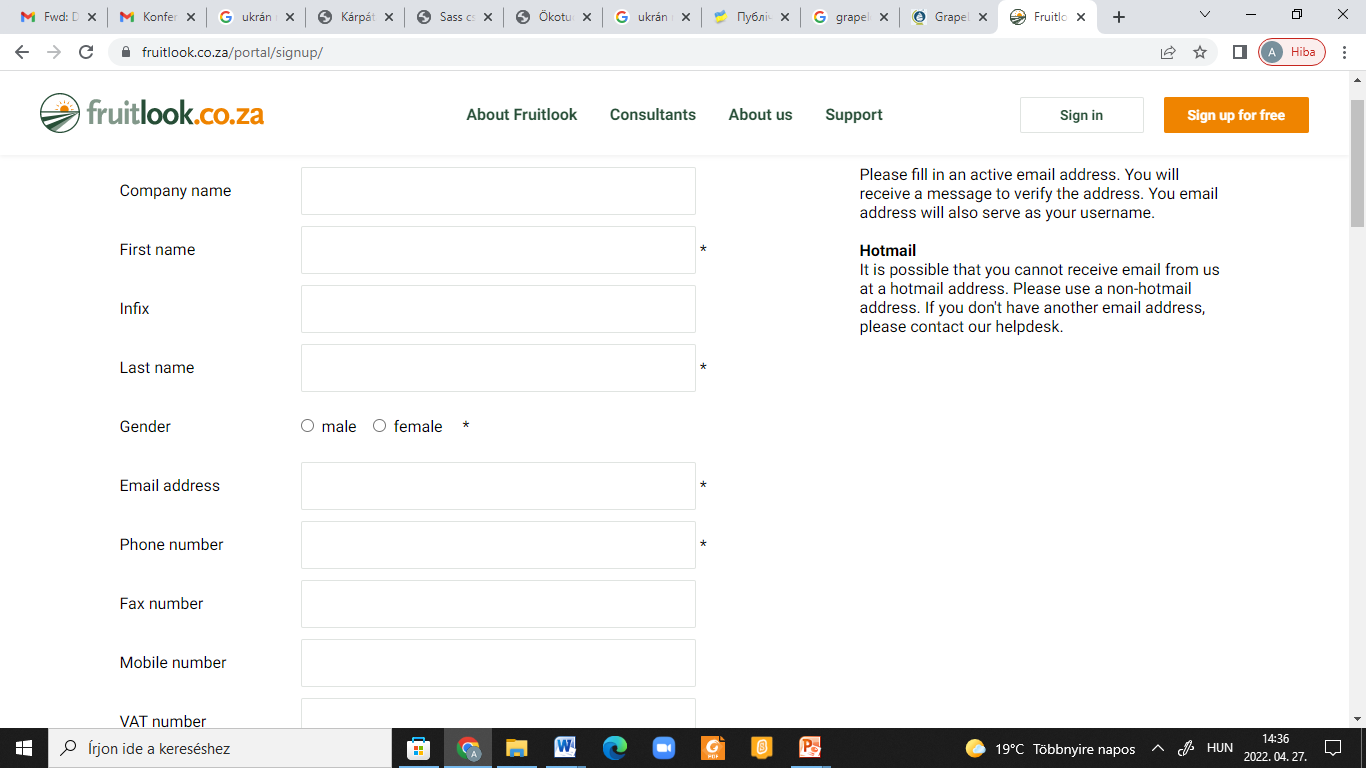 Fwd: D
Konfer
ukrán
Kárpát
Sass cs
Ökotu
ukrán
Публі
grapel
Grapel
Fruitlo
fruitlook.co.za/portal/signup/
A Hiba
fruitlook.co.za
About Fruitlook
Consultants
About us
Support
Sign in
Sign up for free
Company name
First name *
Infix
Last name *
Gender male female *
Email address *
Phone number *
Fax number
Mobile number
VAT number
Please fill in an active email address. You will
receive a message to verify the address. You email
address will also serve as your username.
Hotmail
It is possible that you cannot receive email from us
at a hotmail address. Please use a non-hotmail
address. If you don't have another email address,
please contact our helpdesk.
Írjon ide a kereséshez
19°C Többnyire napos
HUN
14:36
2022. 04. 27.